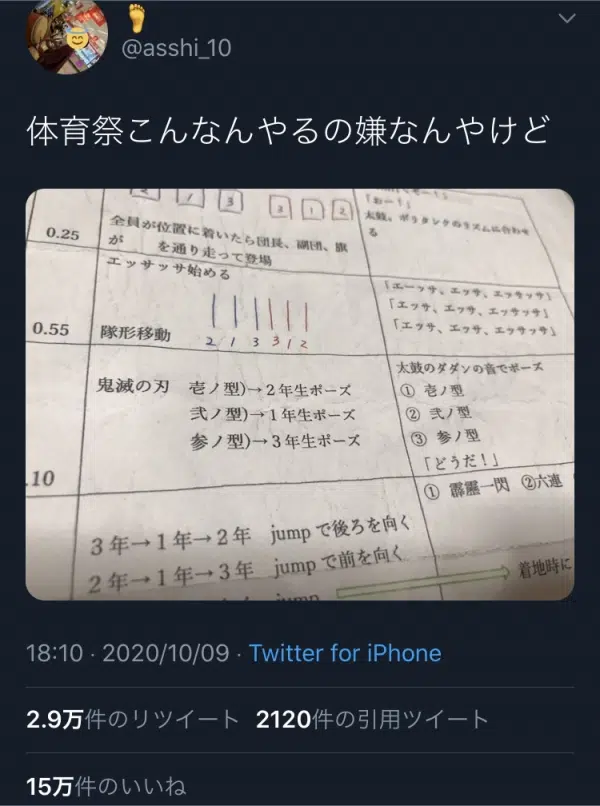 @asshi_10
体育祭こんなんやるの嫌なんやけど
2 1 3 3 1 2
「おー！」
太鼓、ボリタンクのリズムに合わせ
る
0.25
全員が位置に着いたら団長、副団、旗
が を通り走って登場
エッサッサ始める
「エーッサ、エッサ、エッサッサ」
「エッサ、エッサ、エッサッサ」
「エッサ、エッサ、エッサッサ」
0.55
隊形移動
2 1 3 3 1 2
鬼滅の刃 壱ノ型)→2年生ポーズ
弐ノ型)→1年生ポーズ
参ノ型)→3年生ポーズ
太鼓のダダンの音でポーズ
① 壱ノ型
② 弐ノ型
③ 参ノ型
「どうだ！」
.10
① 霹靂一閃 ②六連
3年→1年→2年 jumpで後ろを向く
2年→1年→3年 jumpで前を向く
jump
着地時に
18:10 · 2020/10/09 · Twitter for iPhone
2.9万件のリツイート 2120件の引用ツイート
15万件のいいね